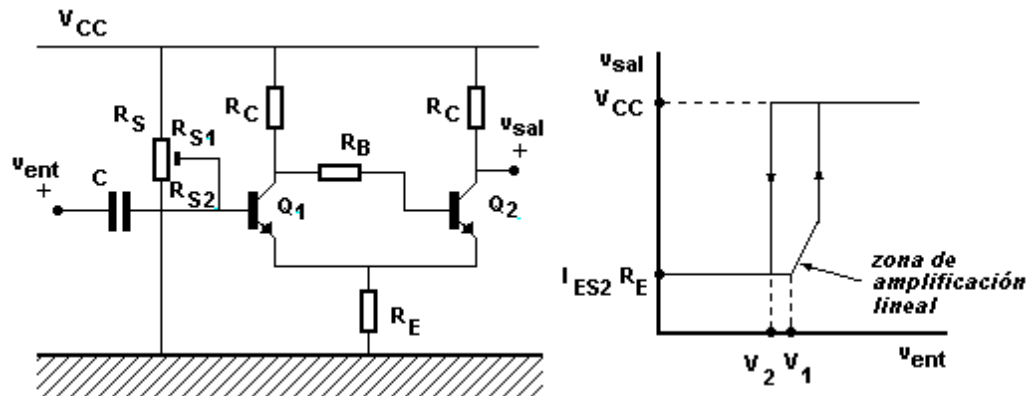 VCC
RS
RS1
RS2
vent
+
C
RC
RB
Q1
RC
vsal
+
Q2
RE
vsal
VCC
IES2 RE
zona de
amplificación
lineal
V2 V1
vent